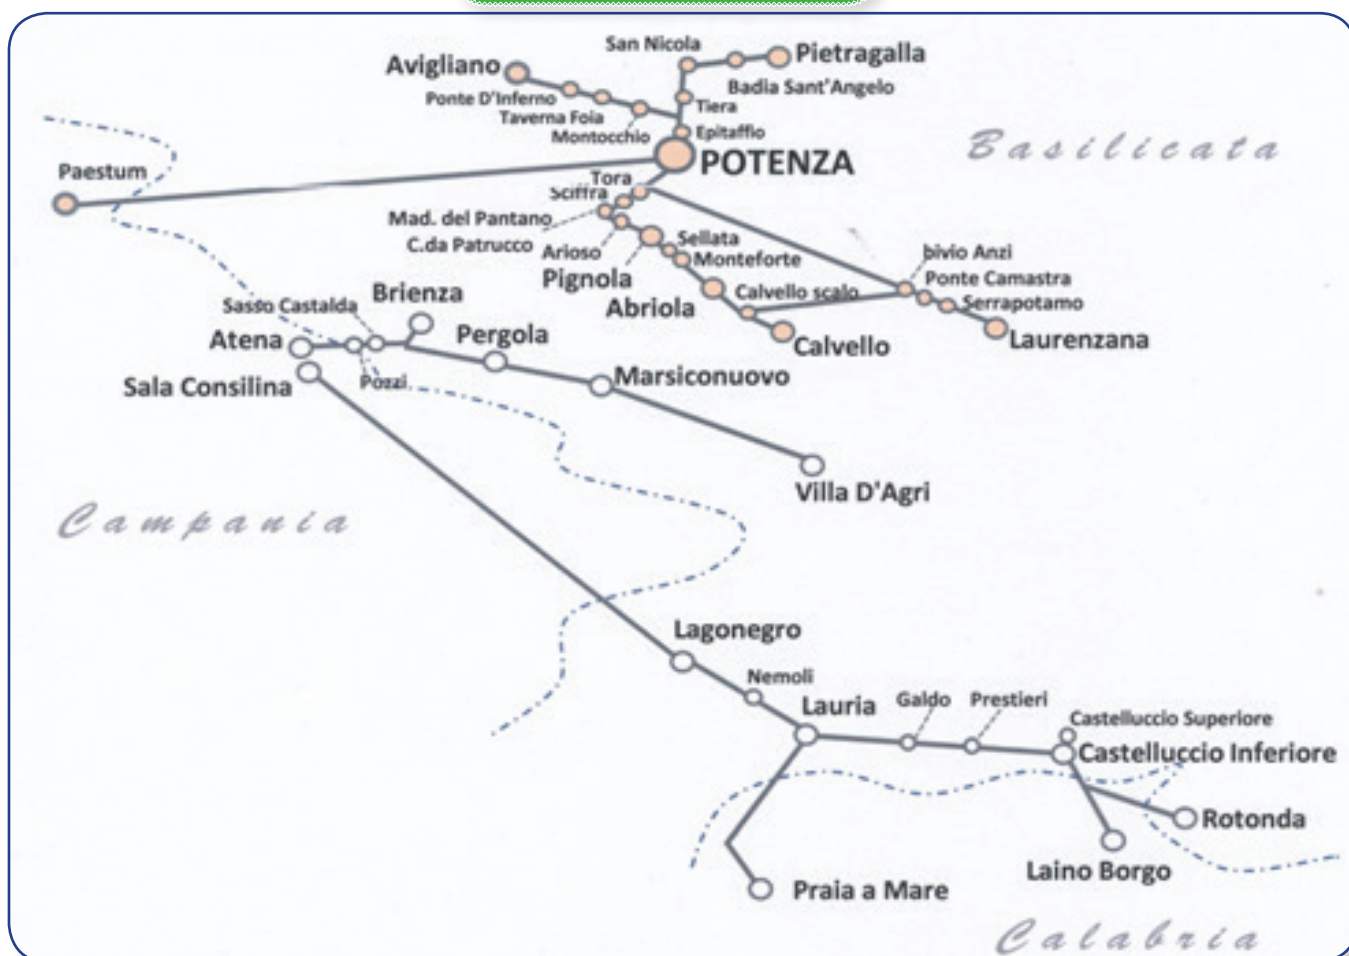 San Nicola
Pietragalla
Avigliano
Badia Sant'Angelo
Ponte D'Inferno
Tiera
Taverna Foia
Montocchio
Epitaffio
Basilicata
POTENZA
Paestum
Tora
Sciffra
Mad. del Pantano
C.da Patrucco
Arioso
Sellata
Monteforte
bivio Anzi
Ponte Camastra
Pignola
Abriola
Calvello scalo
Serrapotamo
Sasso Castalda
Brienza
Atena
Pergola
Calvello
Laurenzana
Sala Consilina
Pozzi
Marsiconuovo
Villa D'Agri
Campania
Lagonegro
Nemoli
Lauria
Galdo
Prestieri
Castelluccio Superiore
Castelluccio Inferiore
Rotonda
Laino Borgo
Praia a Mare
Calabria